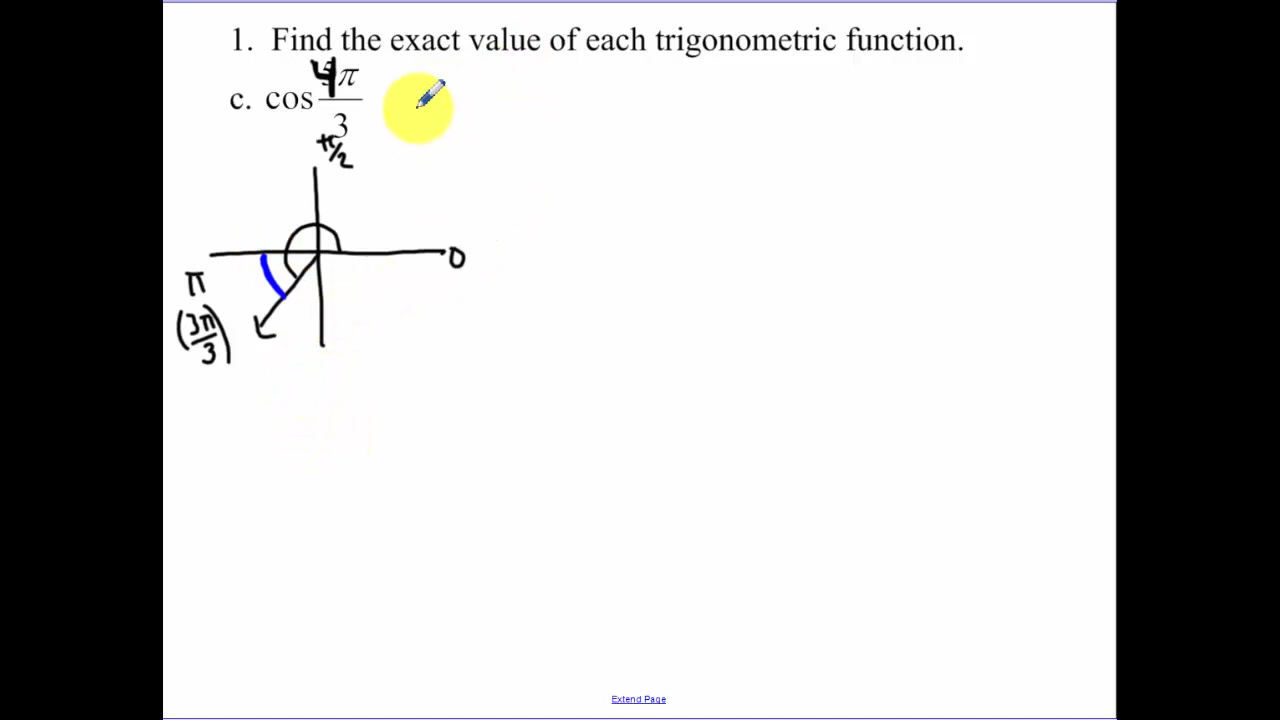 1. Find the exact value of each trigonometric function.
4π
c. cos
3
π/2
0
π
(3π
3)
Extend Page